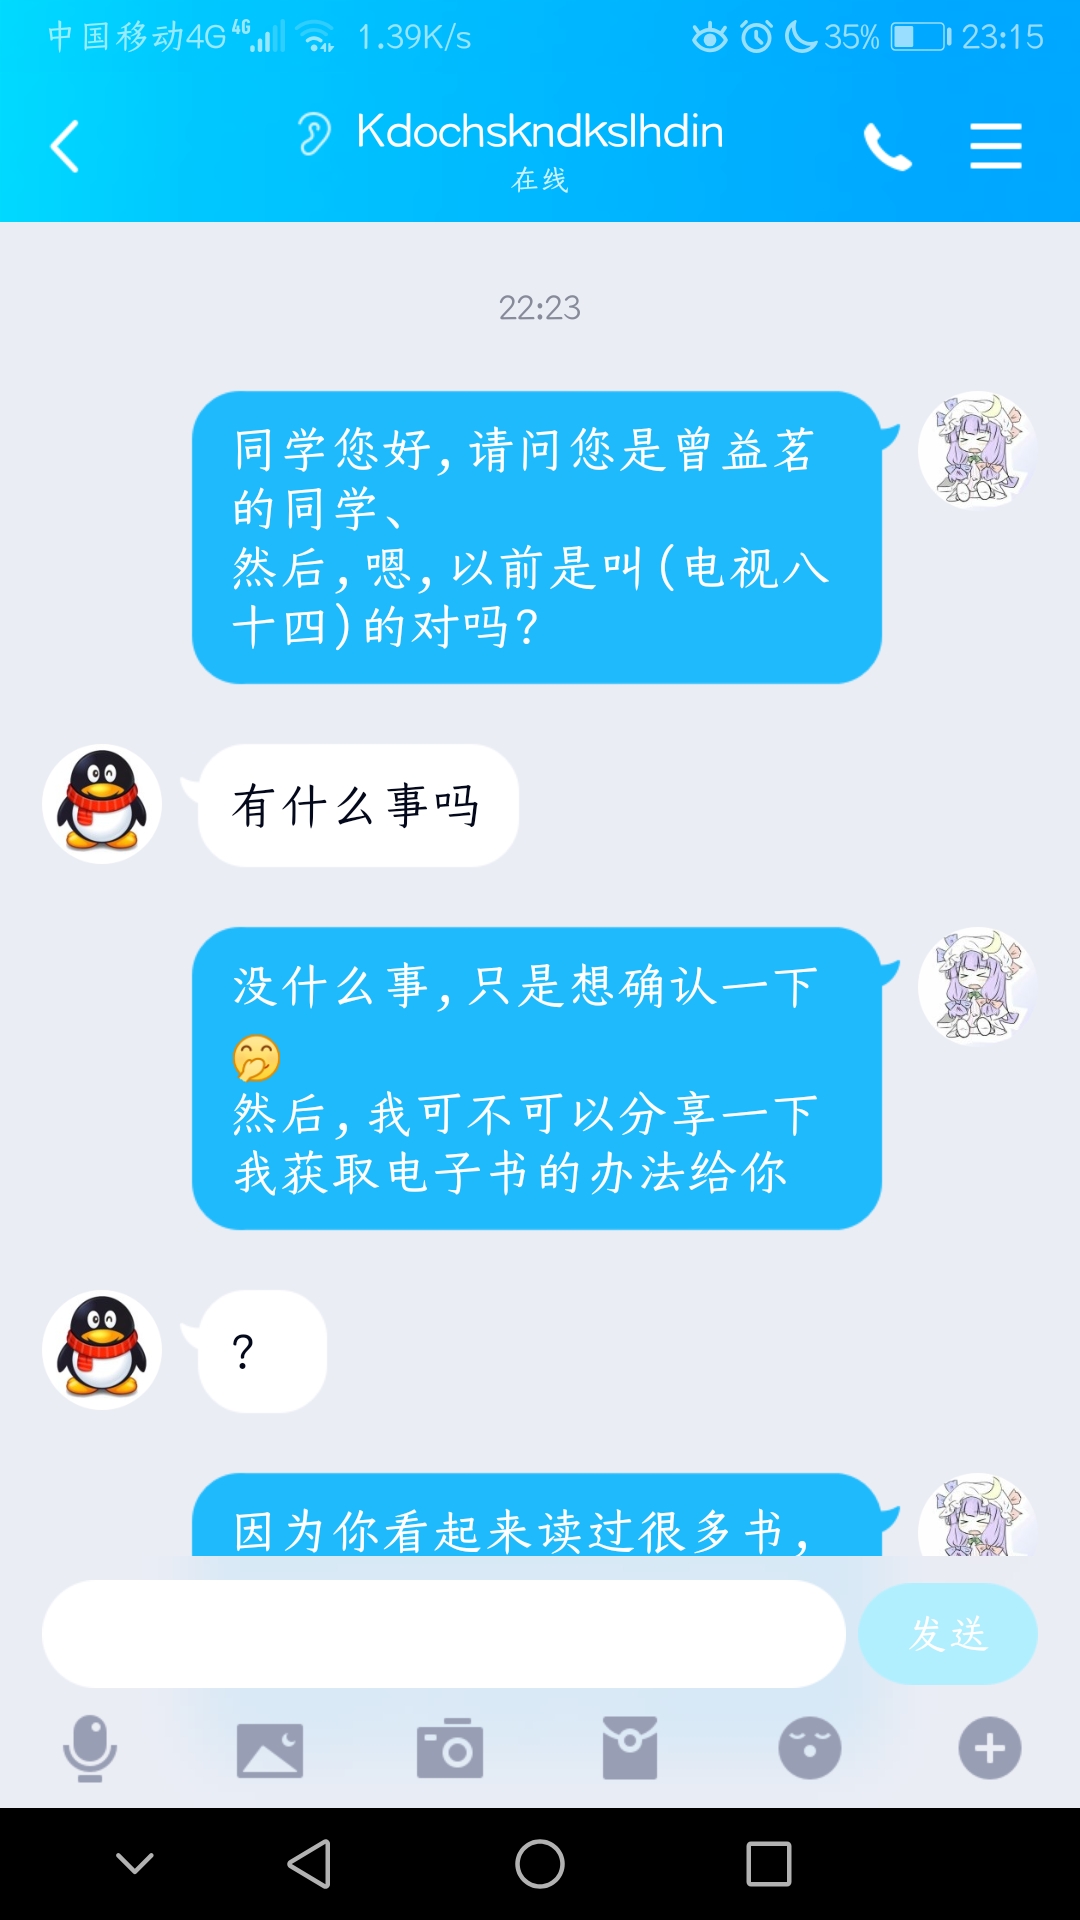 中国移动4G 4G 1.39K/s 35% 23:15
Kdochskndkslhdin
在线
22:23
同学您好,请问您是曾益茗
的同学、
然后,嗯,以前是叫(电视八
十四)的对吗?
有什么事吗
没什么事,只是想确认一下
🤭
然后,我可不可以分享一下
我获取电子书的办法给你
?
因为你看起来读过很多书,
发送